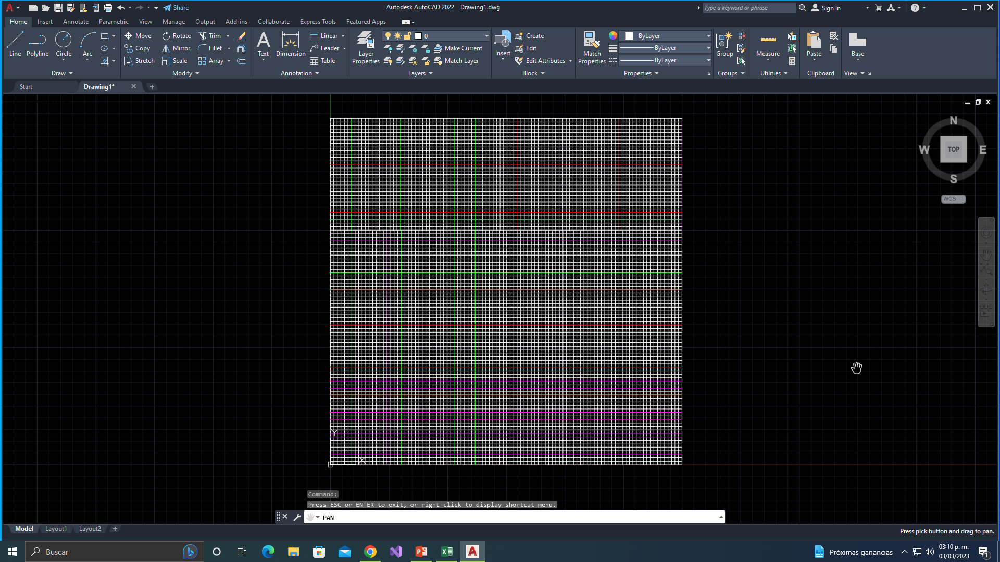 Share
Autodesk AutoCAD 2022 Drawing1.dwg
Type a keyword or phrase
Sign In
Home Insert Annotate Parametric View Manage Output Add-ins Collaborate Express Tools Featured Apps
Line Polyline Circle Arc
Move Rotate Trim
Copy Mirror Fillet
Stretch Scale Array
Text Dimension
Linear
Leader
Table
Layer Properties
0
Make Current
Match Layer
Insert
Create
Edit
Edit Attributes
Match Properties
ByLayer
ByLayer
ByLayer
Group
Measure
Paste
Base
Draw Modify Annotation Layers Block Properties Groups Utilities Clipboard View
Start Drawing1*
N
W TOP E
S
WCS
Y
X
Command:
Press ESC or ENTER to exit, or right-click to display shortcut menu.
PAN
Model Layout1 Layout2
Press pick button and drag to pan.
Buscar
Próximas ganancias
03:10 p. m.
03/03/2023
1